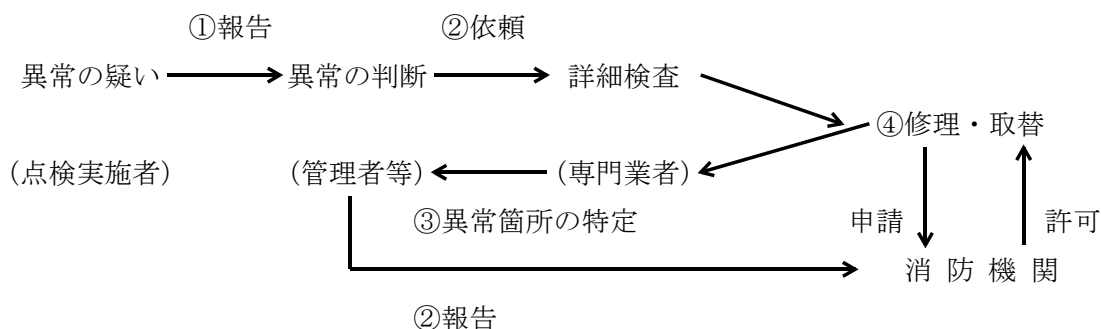 ①報告 ②依頼
異常の疑い 異常の判断 詳細検査
④修理・取替
(点検実施者) (管理者等) (専門業者)
③異常箇所の特定 申請 許可
消防機関
②報告